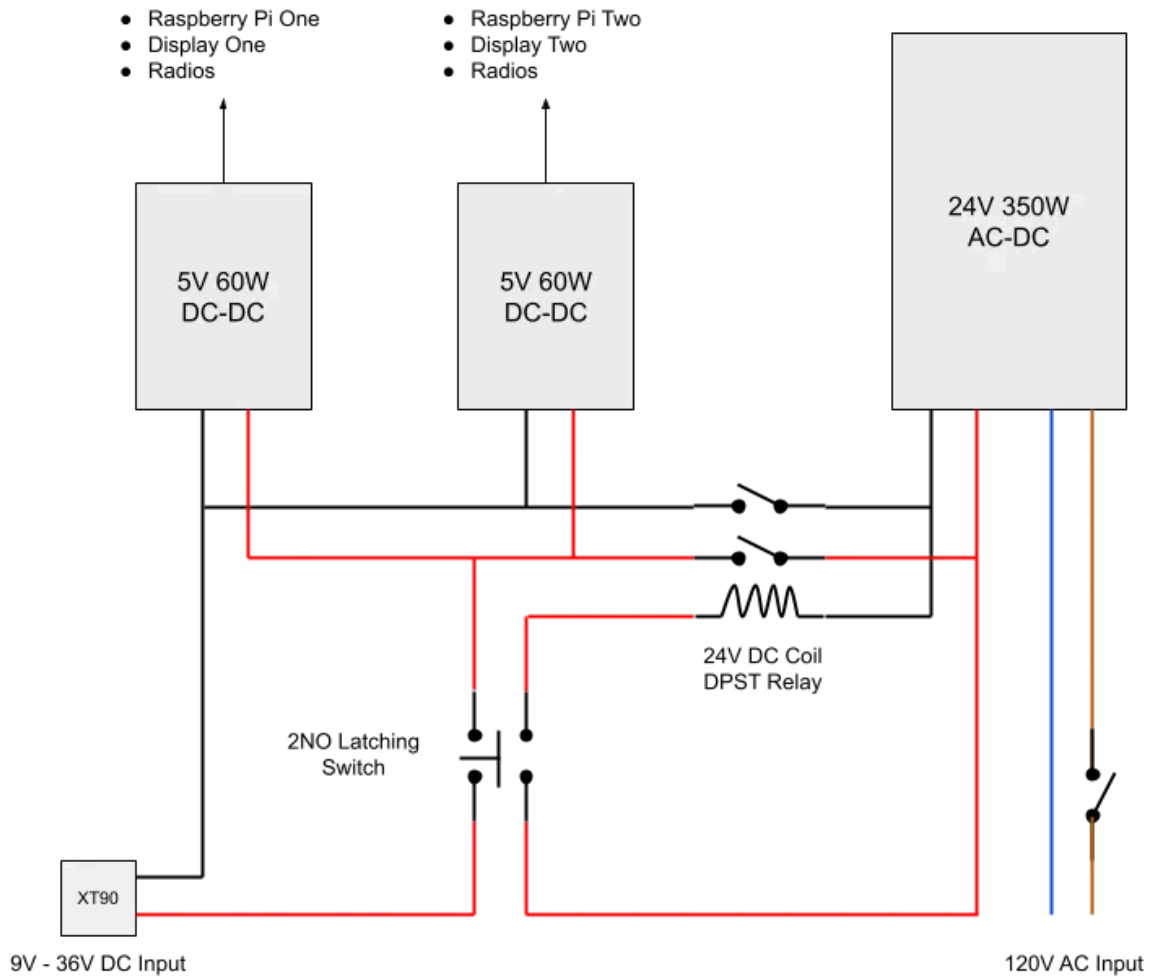 ● Raspberry Pi One
● Display One
● Radios
● Raspberry Pi Two
● Display Two
● Radios
24V 350W
AC-DC
5V 60W
DC-DC
5V 60W
DC-DC
24V DC Coil
DPST Relay
2NO Latching
Switch
XT90
9V - 36V DC Input
120V AC Input